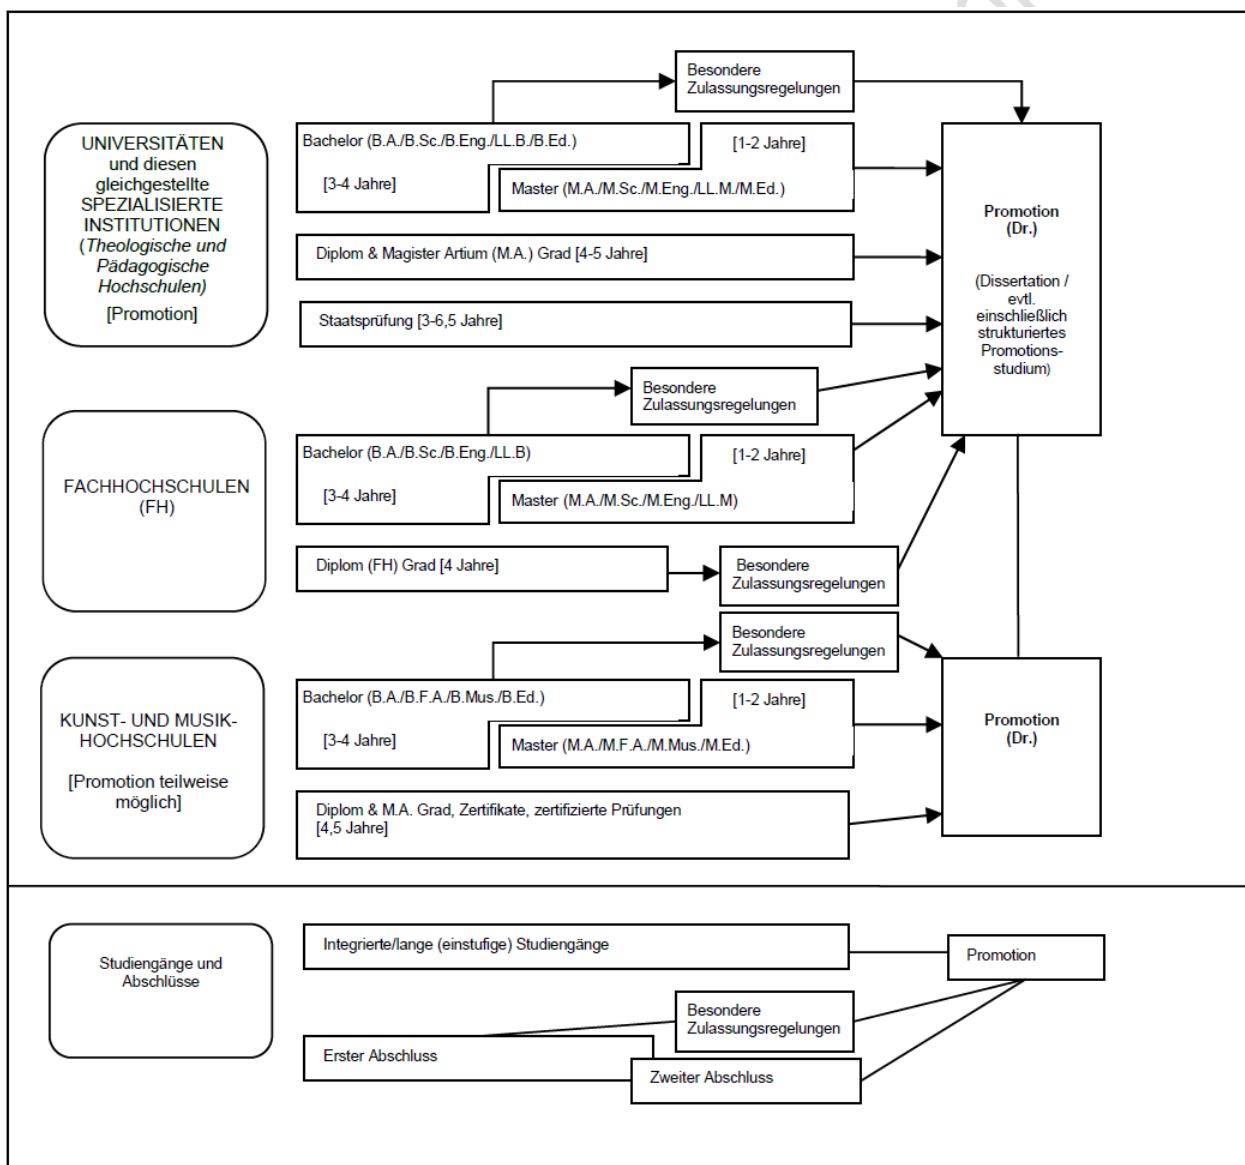 Besondere
Zulassungsregelungen
UNIVERSITÄTEN
und diesen
gleichgestellte
SPEZIALISIERTE
INSTITUTIONEN
(Theologische und
Pädagogische
Hochschulen)
[Promotion]
Bachelor (B.A./B.Sc./B.Eng./LL.B./B.Ed.)
[3-4 Jahre]
[1-2 Jahre]
Master (M.A./M.Sc./M.Eng./LL.M./M.Ed.)
Diplom & Magister Artium (M.A.) Grad [4-5 Jahre]
Staatsprüfung [3-6,5 Jahre]
Promotion
(Dr.)
(Dissertation /
evtl.
einschließlich
strukturiertes
Promotions-
studium)
Besondere
Zulassungsregelungen
FACHHOCHSCHULEN
(FH)
Bachelor (B.A./B.Sc./B.Eng./LL.B)
[3-4 Jahre]
[1-2 Jahre]
Master (M.A./M.Sc./M.Eng./LL.M)
Diplom (FH) Grad [4 Jahre]
Besondere
Zulassungsregelungen
Besondere
Zulassungsregelungen
KUNST- UND MUSIK-
HOCHSCHULEN
[Promotion teilweise
möglich]
Bachelor (B.A./B.F.A./B.Mus./B.Ed.)
[3-4 Jahre]
[1-2 Jahre]
Master (M.A./M.F.A./M.Mus./M.Ed.)
Diplom & M.A. Grad, Zertifikate, zertifizierte Prüfungen
[4,5 Jahre]
Promotion
(Dr.)
Studiengänge und
Abschlüsse
Integrierte/lange (einstufige) Studiengänge
Promotion
Besondere
Zulassungsregelungen
Erster Abschluss
Zweiter Abschluss